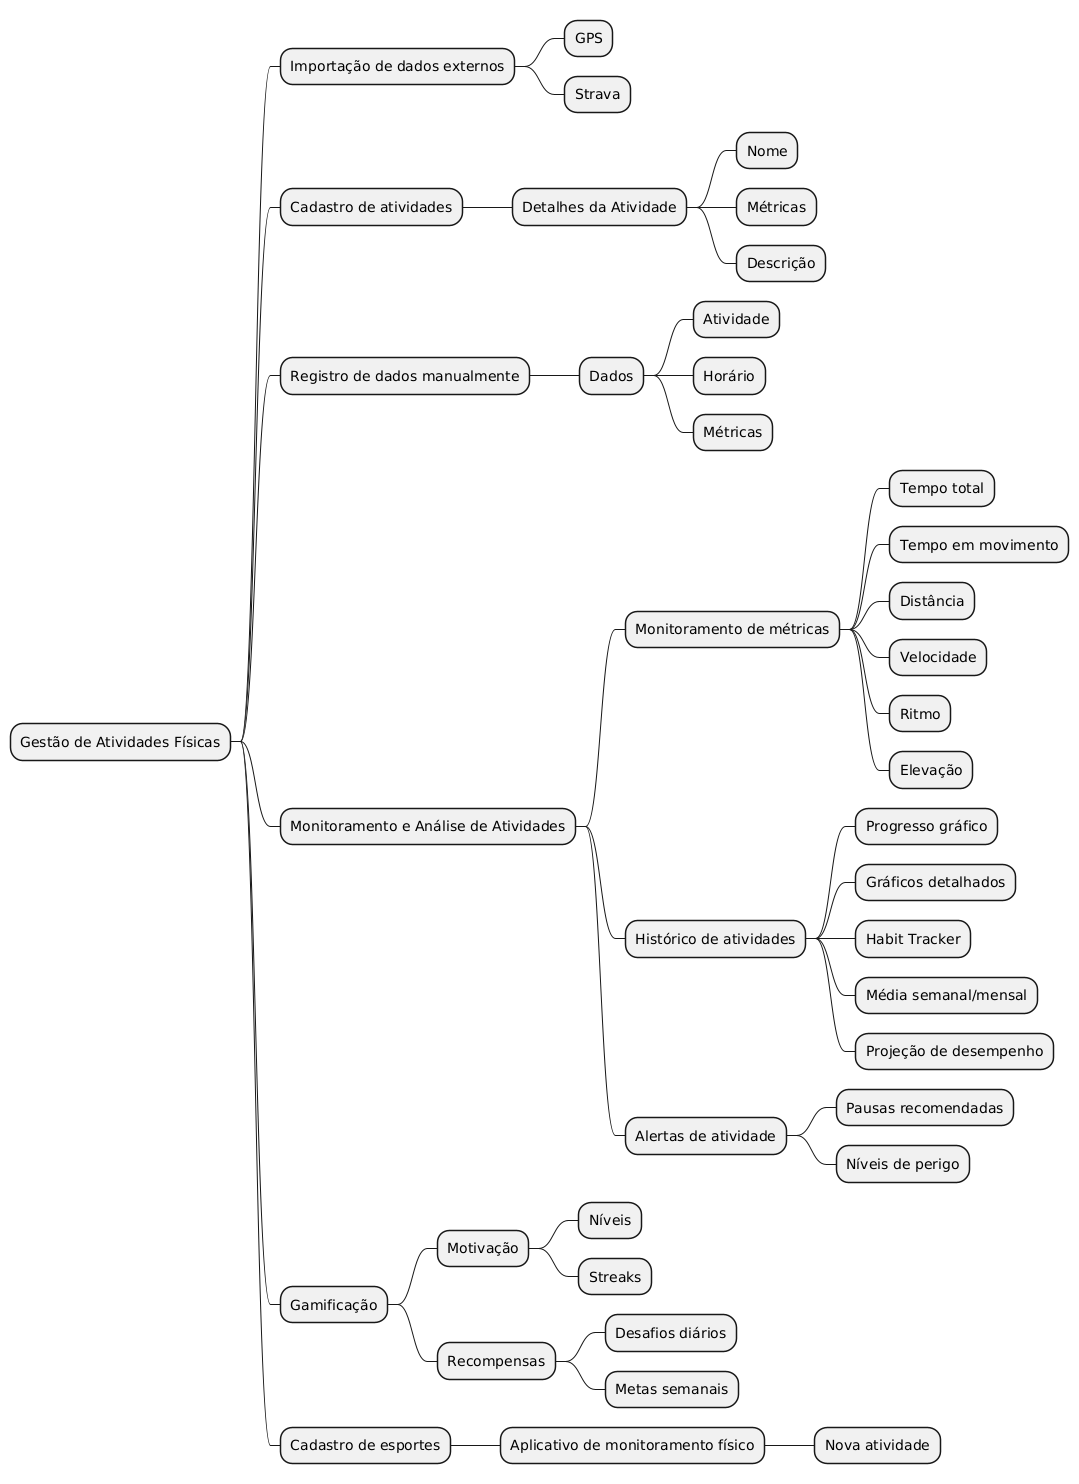 Gestão de Atividades Físicas
Importação de dados externos
GPS
Strava
Cadastro de atividades
Detalhes da Atividade
Nome
Métricas
Descrição
Registro de dados manualmente
Dados
Atividade
Horário
Métricas
Monitoramento e Análise de Atividades
Monitoramento de métricas
Tempo total
Tempo em movimento
Distância
Velocidade
Ritmo
Elevação
Histórico de atividades
Progresso gráfico
Gráficos detalhados
Habit Tracker
Média semanal/mensal
Projeção de desempenho
Alertas de atividade
Pausas recomendadas
Níveis de perigo
Gamificação
Motivação
Níveis
Streaks
Recompensas
Desafios diários
Metas semanais
Cadastro de esportes
Aplicativo de monitoramento físico
Nova atividade